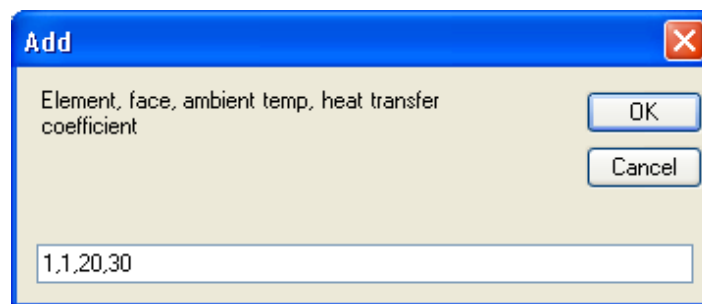 Add
Element, face, ambient temp, heat transfer
coefficient
OK
Cancel
1,1,20,30